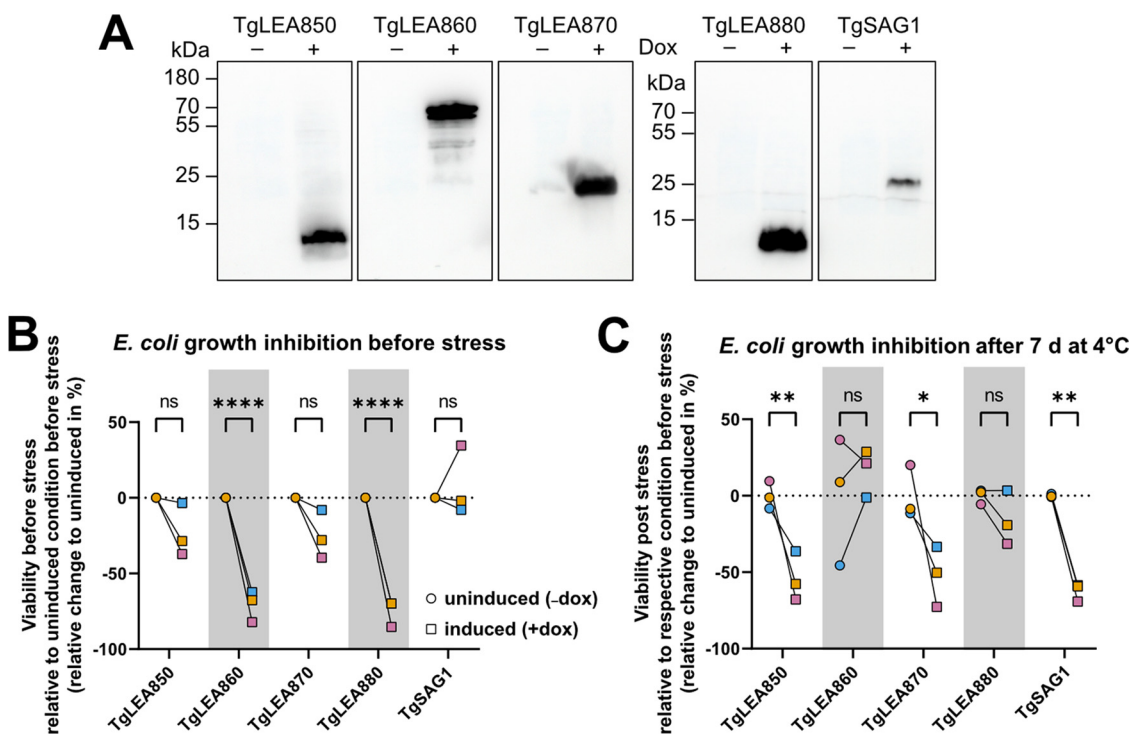 A
TgLEA850 TgLEA860 TgLEA870 TgLEA880 TgSAG1
kDa – + – + – + Dox – + – +
180
70
55
25
15
kDa
70
55
25
15
B
E. coli growth inhibition before stress
Viability before stress
relative to uninduced condition before stress
(relative change to uninduced in %)
ns **** ns **** ns
50
0
-50
-100
uninduced (–dox)
induced (+dox)
TgLEA850
TgLEA860
TgLEA870
TgLEA880
TgSAG1
C
E. coli growth inhibition after 7 d at 4°C
Viability post stress
relative to respective condition before stress
(relative change to uninduced in %)
** ns * ns **
50
0
-50
-100
TgLEA850
TgLEA860
TgLEA870
TgLEA880
TgSAG1